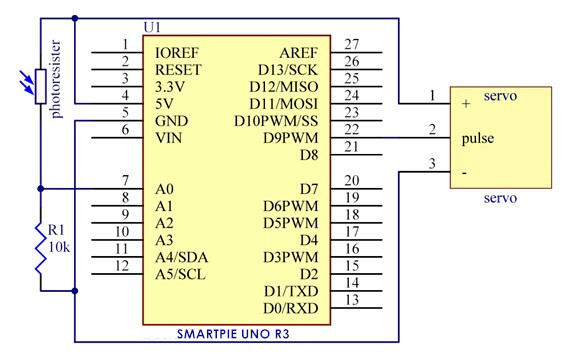 U1
1 IOREF AREF 27
2 RESET D13/SCK 26
3 3.3V D12/MISO 25
4 5V D11/MOSI 24
5 GND D10PWM/SS 23
6 VIN D9PWM 22
D8 21
7 A0 D7 20
8 A1 D6PWM 19
9 A2 D5PWM 18
10 A3 D4 17
11 A4/SDA D3PWM 16
12 A5/SCL D2 15
D1/TXD 14
D0/RXD 13
SMARTPIE UNO R3
photoresister
R1
10k
servo
1 +
2 pulse
3 -
servo